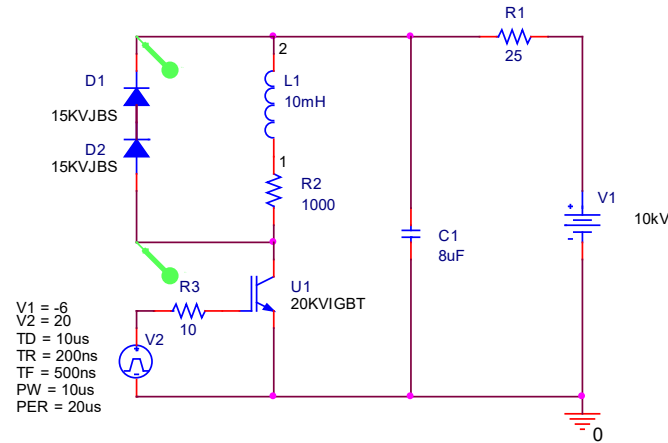 R1
25
2
L1
10mH
D1
15KVJBS
D2
15KVJBS
1
R2
1000
V1
10kV
C1
8uF
R3
10
U1
20KVIGBT
V1 = -6
V2 = 20
TD = 10us
TR = 200ns
TF = 500ns
PW = 10us
PER = 20us
V2
0